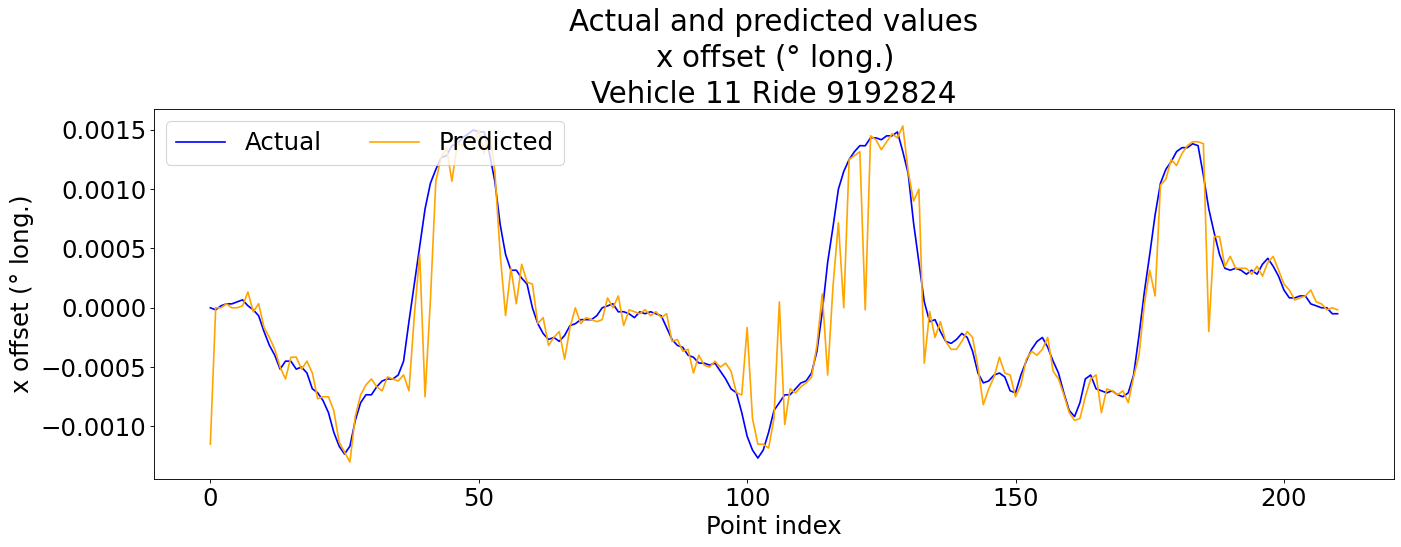 Actual and predicted values
x offset (° long.)
Vehicle 11 Ride 9192824
Actual
Predicted
0.0015
0.0010
0.0005
0.0000
−0.0005
−0.0010
x offset (° long.)
0
50
100
150
200
Point index